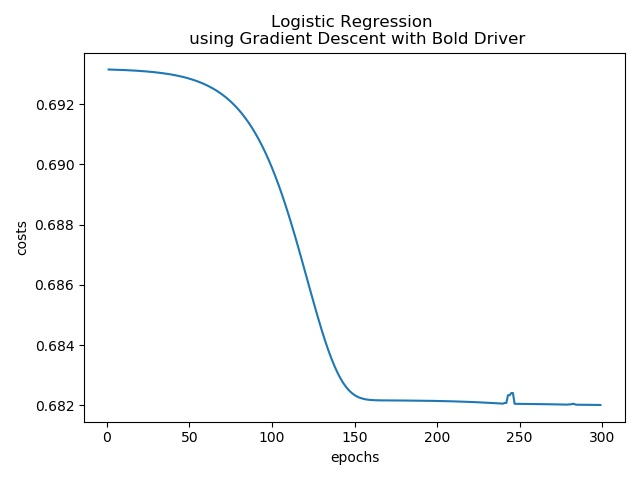 Logistic Regression
using Gradient Descent with Bold Driver
0.692
0.690
0.688
0.686
0.684
0.682
costs
0 50 100 150 200 250 300
epochs